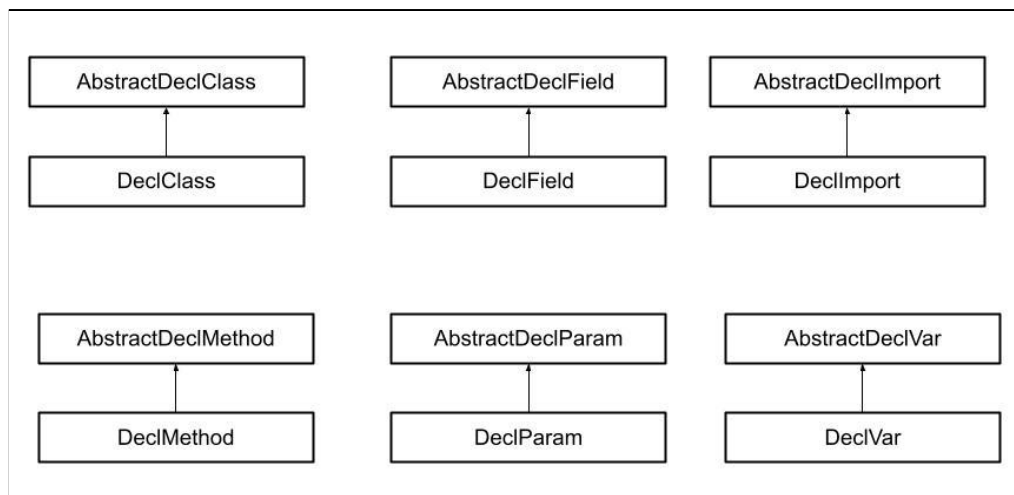 AbstractDeclClass
AbstractDeclField
AbstractDeclImport
DeclClass
DeclField
DeclImport
AbstractDeclMethod
AbstractDeclParam
AbstractDeclVar
DeclMethod
DeclParam
DeclVar